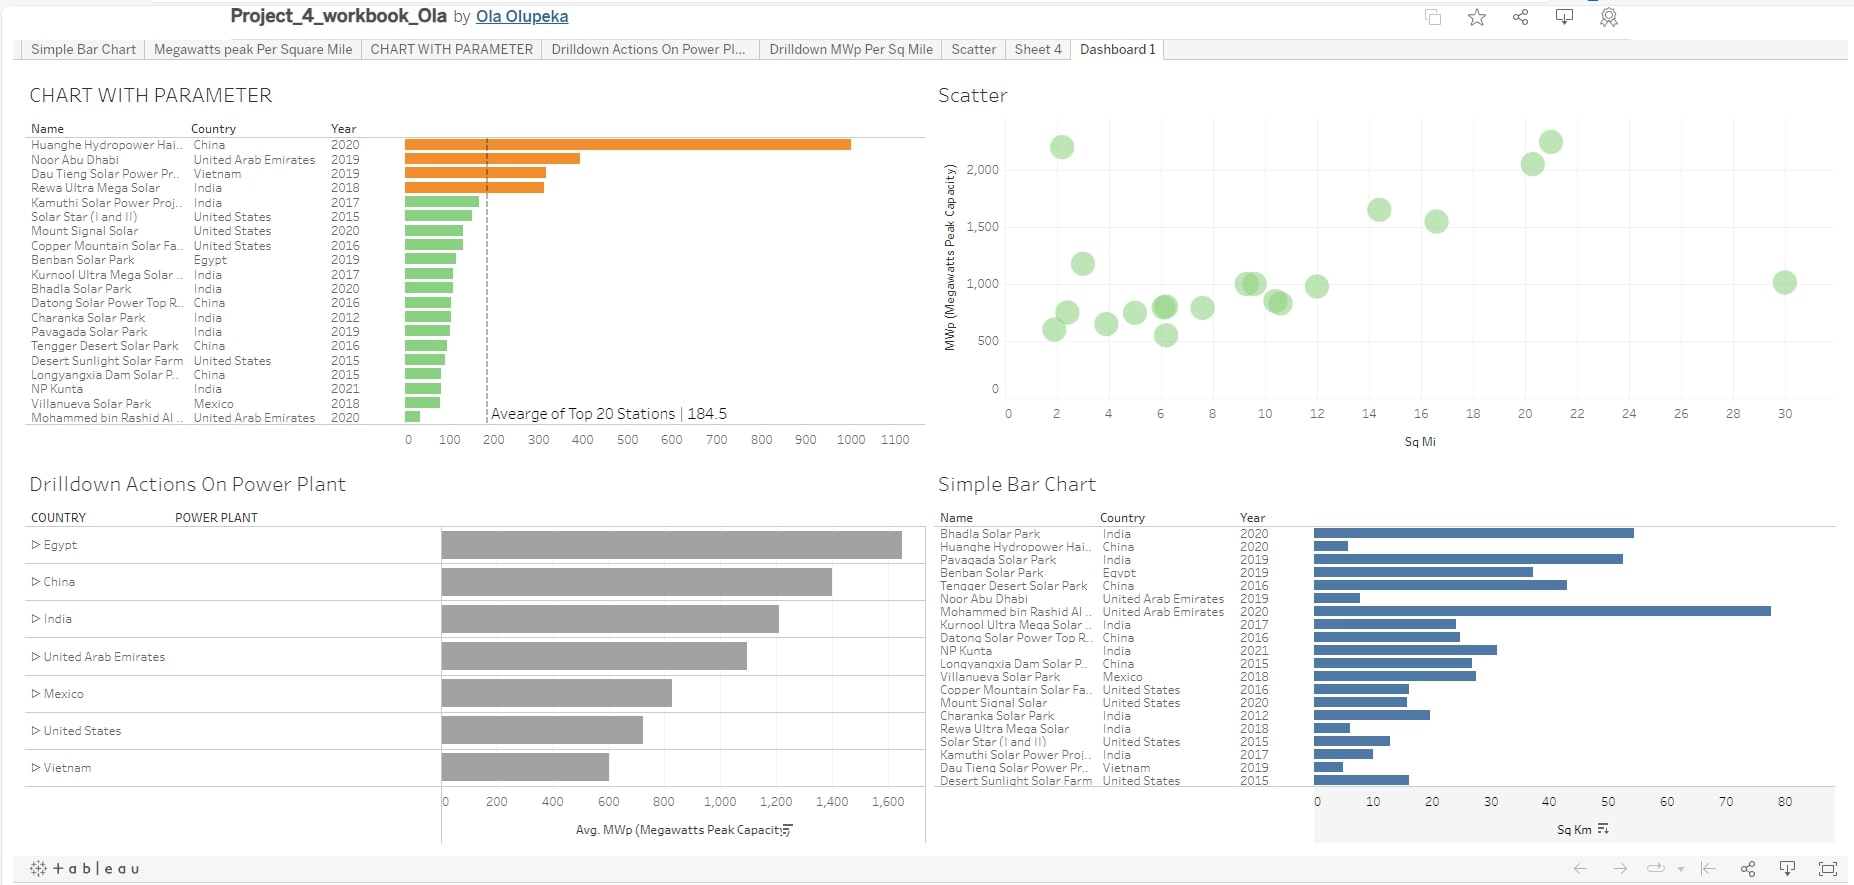 Project_4_workbook_Ola by Ola Olupeka
Simple Bar Chart Megawatts peak Per Square Mile CHART WITH PARAMETER Drilldown Actions On Power Pl... Drilldown MWp Per Sq Mile Scatter Sheet 4 Dashboard 1
CHART WITH PARAMETER
Name Country Year
Huanghe Hydropower Hai.. China 2020
Noor Abu Dhabi United Arab Emirates 2019
Dau Tieng Solar Power Pr.. Vietnam 2019
Rewa Ultra Mega Solar India 2018
Kamuthi Solar Power Proj.. India 2017
Solar Star (I and II) United States 2015
Mount Signal Solar United States 2020
Copper Mountain Solar Fa.. United States 2016
Benban Solar Park Egypt 2019
Kurnool Ultra Mega Solar .. India 2017
Bhadla Solar Park India 2020
Datong Solar Power Top R.. China 2016
Charanka Solar Park India 2012
Pavagada Solar Park India 2019
Tengger Desert Solar Park China 2016
Desert Sunlight Solar Farm United States 2015
Longyangxia Dam Solar P.. China 2015
NP Kunta India 2021
Villanueva Solar Park Mexico 2018
Mohammed bin Rashid Al .. United Arab Emirates 2020
Avearge of Top 20 Stations | 184.5
0 100 200 300 400 500 600 700 800 900 1000 1100
Scatter
MWp (Megawatts Peak Capacity)
2,000
1,500
1,000
500
0
0 2 4 6 8 10 12 14 16 18 20 22 24 26 28 30
Sq Mi
Drilldown Actions On Power Plant
COUNTRY POWER PLANT
Egypt
China
India
United Arab Emirates
Mexico
United States
Vietnam
0 200 400 600 800 1,000 1,200 1,400 1,600
Avg. MWp (Megawatts Peak Capacity)
Simple Bar Chart
Name Country Year
Bhadla Solar Park India 2020
Huanghe Hydropower Hai.. China 2020
Pavagada Solar Park India 2019
Benban Solar Park Egypt 2019
Tengger Desert Solar Park China 2016
Noor Abu Dhabi United Arab Emirates 2019
Mohammed bin Rashid Al .. United Arab Emirates 2020
Kurnool Ultra Mega Solar .. India 2017
Datong Solar Power Top R.. China 2016
NP Kunta India 2021
Longyangxia Dam Solar P.. China 2015
Villanueva Solar Park Mexico 2018
Copper Mountain Solar Fa.. United States 2016
Mount Signal Solar United States 2020
Charanka Solar Park India 2012
Rewa Ultra Mega Solar India 2018
Solar Star (I and II) United States 2015
Kamuthi Solar Power Proj.. India 2017
Dau Tieng Solar Power Pr.. Vietnam 2019
Desert Sunlight Solar Farm United States 2015
0 10 20 30 40 50 60 70 80
Sq Km
+ableau